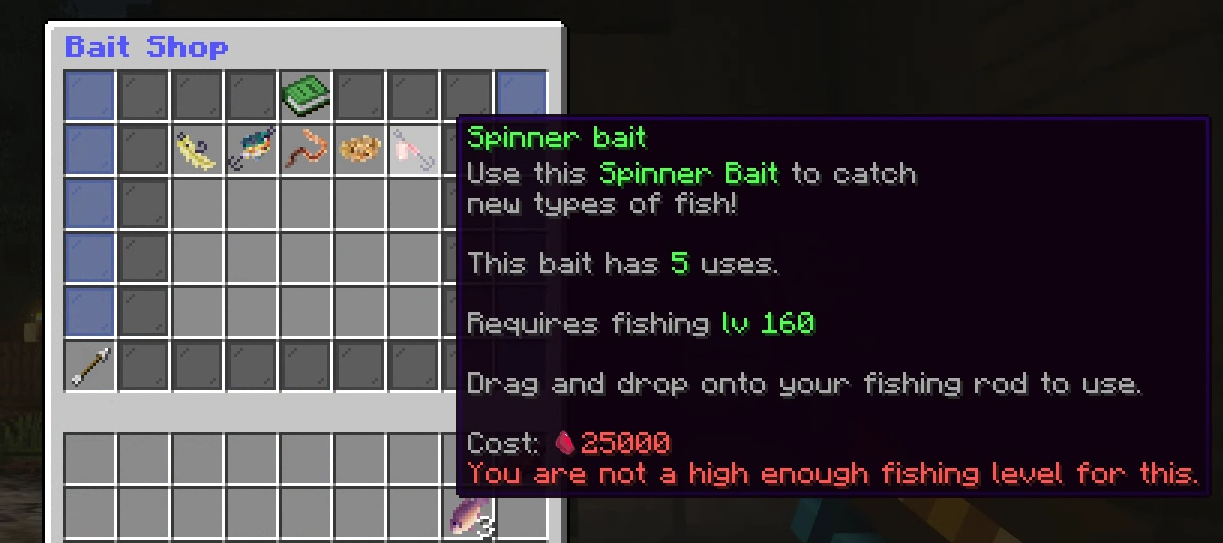 Bait Shop
Spinner bait
Use this Spinner Bait to catch
new types of fish!
This bait has 5 uses.
Requires fishing lv 160
Drag and drop onto your fishing rod to use.
Cost: 25000
You are not a high enough fishing level for this.
3